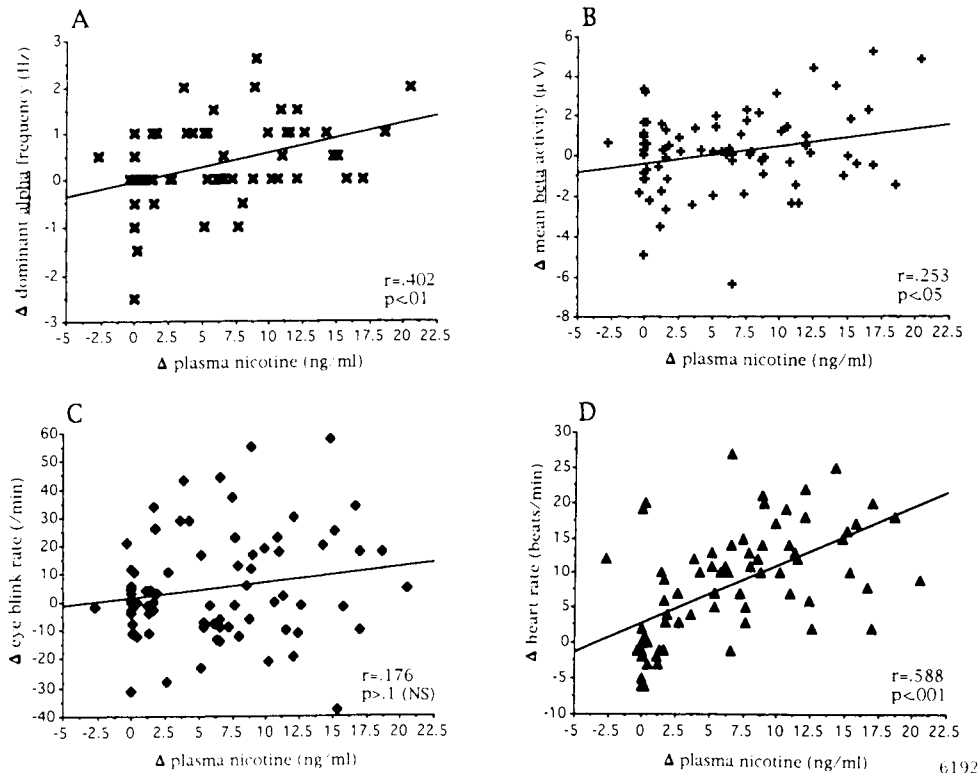 A
Δ dominant alpha frequency (Hz)
3
2
1
0
-1
-2
-3
r=.402
p<.01
-5 -2.5 0 2.5 5 7.5 10 12.5 15 17.5 20 22.5
Δ plasma nicotine (ng/ml)
B
Δ mean beta activity (μV)
6
4
2
0
-2
-4
-6
-8
r=.253
p<.05
-5 -2.5 0 2.5 5 7.5 10 12.5 15 17.5 20 22.5
Δ plasma nicotine (ng/ml)
C
Δ eye blink rate (/min)
60
50
40
30
20
10
0
-10
-20
-30
-40
r=.176
p>.1 (NS)
-5 -2.5 0 2.5 5 7.5 10 12.5 15 17.5 20 22.5
Δ plasma nicotine (ng/ml)
D
Δ heart rate (beats/min)
30
25
20
15
10
5
0
-5
-10
r=.588
p<.001
-5 -2.5 0 2.5 5 7.5 10 12.5 15 17.5 20 22.5
Δ plasma nicotine (ng/ml)